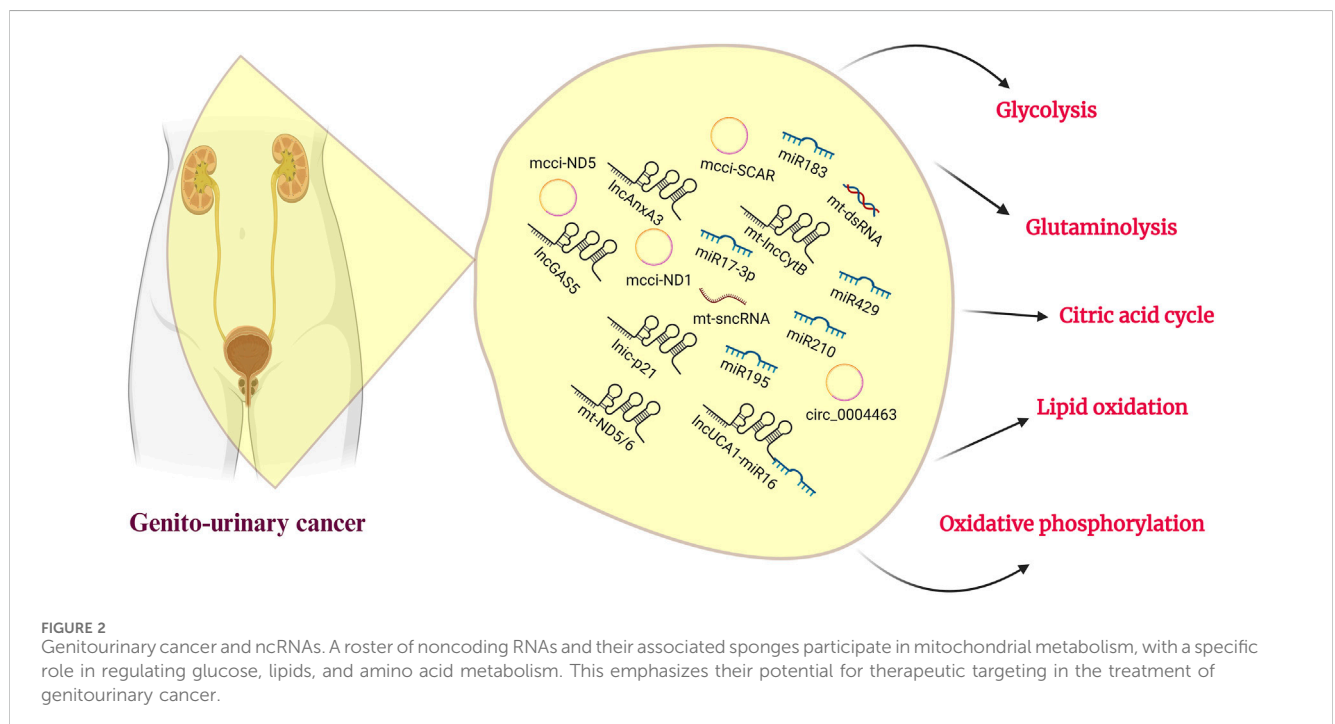 mcci-SCAR
miR183
mcci-ND5
lncAnxA3
mt-dsRNA
mt-lncCytB
lncGAS5
mcci-ND1
miR17-3p
miR429
mt-sncRNA
miR210
lnic-p21
miR195
circ_0004463
mt-ND5/6
lncUCA1-miR16
Glycolysis
Glutaminolysis
Citric acid cycle
Lipid oxidation
Oxidative phosphorylation
Genito-urinary cancer
FIGURE 2
Genitourinary cancer and ncRNAs. A roster of noncoding RNAs and their associated sponges participate in mitochondrial metabolism, with a specific
role in regulating glucose, lipids, and amino acid metabolism. This emphasizes their potential for therapeutic targeting in the treatment of
genitourinary cancer.